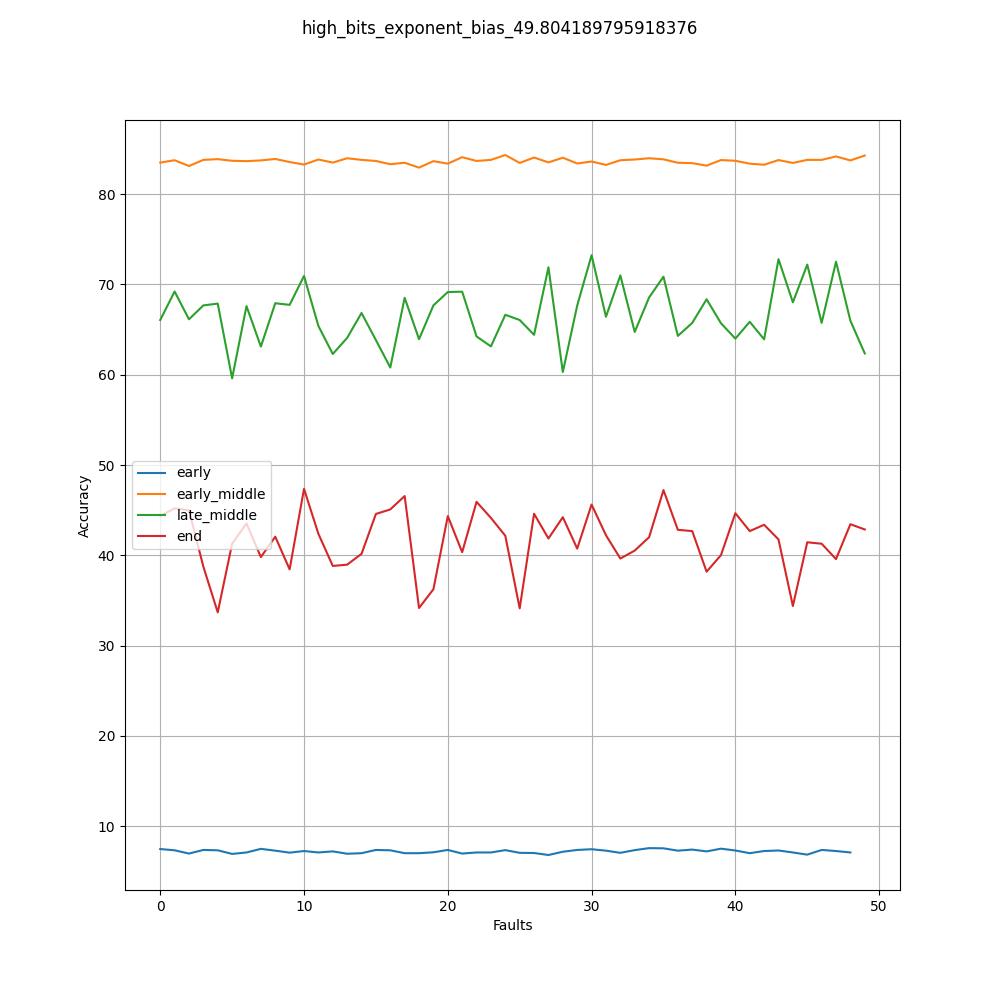 high_bits_exponent_bias_49.804189795918376
80
70
60
50
40
30
20
10
Accuracy
early
early_middle
late_middle
end
0 10 20 30 40 50
Faults